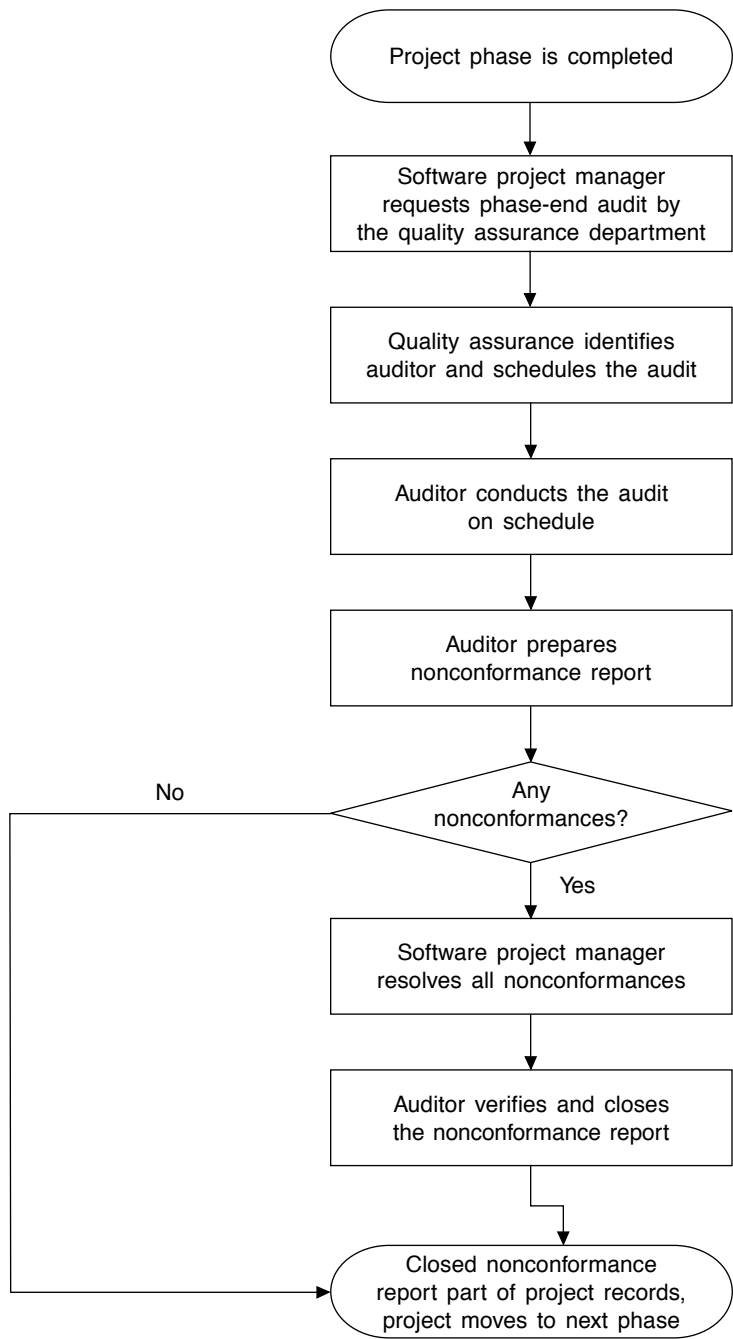 Project phase is completed
Software project manager
requests phase-end audit by
the quality assurance department
Quality assurance identifies
auditor and schedules the audit
Auditor conducts the audit
on schedule
Auditor prepares
nonconformance report
No
Any
nonconformances?
Yes
Software project manager
resolves all nonconformances
Auditor verifies and closes
the nonconformance report
Closed nonconformance
report part of project records,
project moves to next phase